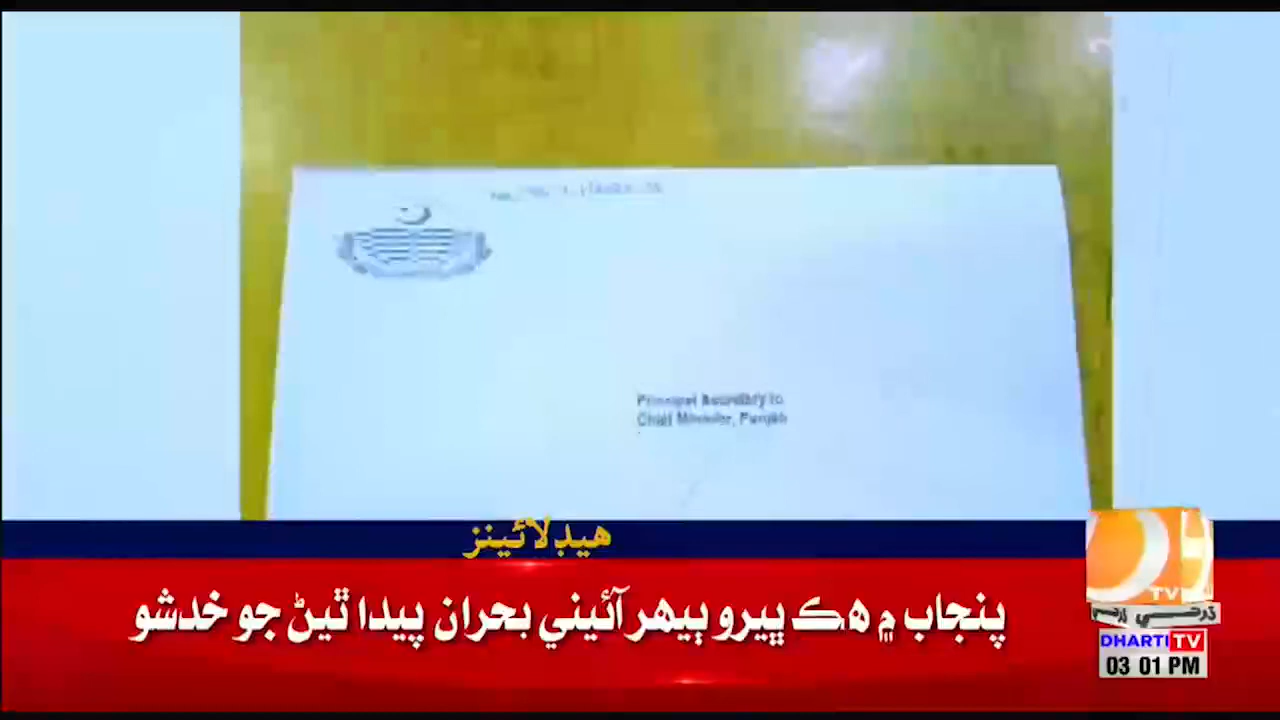 Principal Secretary to
Chief Minister, Punjab
هيڊلائينز
پنجاب ۾ هڪ ڀيرو ٻيهر آئيني بحران پيدا ٿيڻ جو خدشو
TV
DHARTI TV
03 01 PM